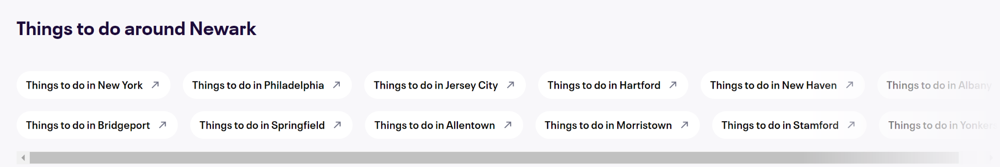 Things to do around Newark
Things to do in New York
Things to do in Philadelphia
Things to do in Jersey City
Things to do in Hartford
Things to do in New Haven
Things to do in Albany
Things to do in Bridgeport
Things to do in Springfield
Things to do in Allentown
Things to do in Morristown
Things to do in Stamford
Things to do in Yonkers